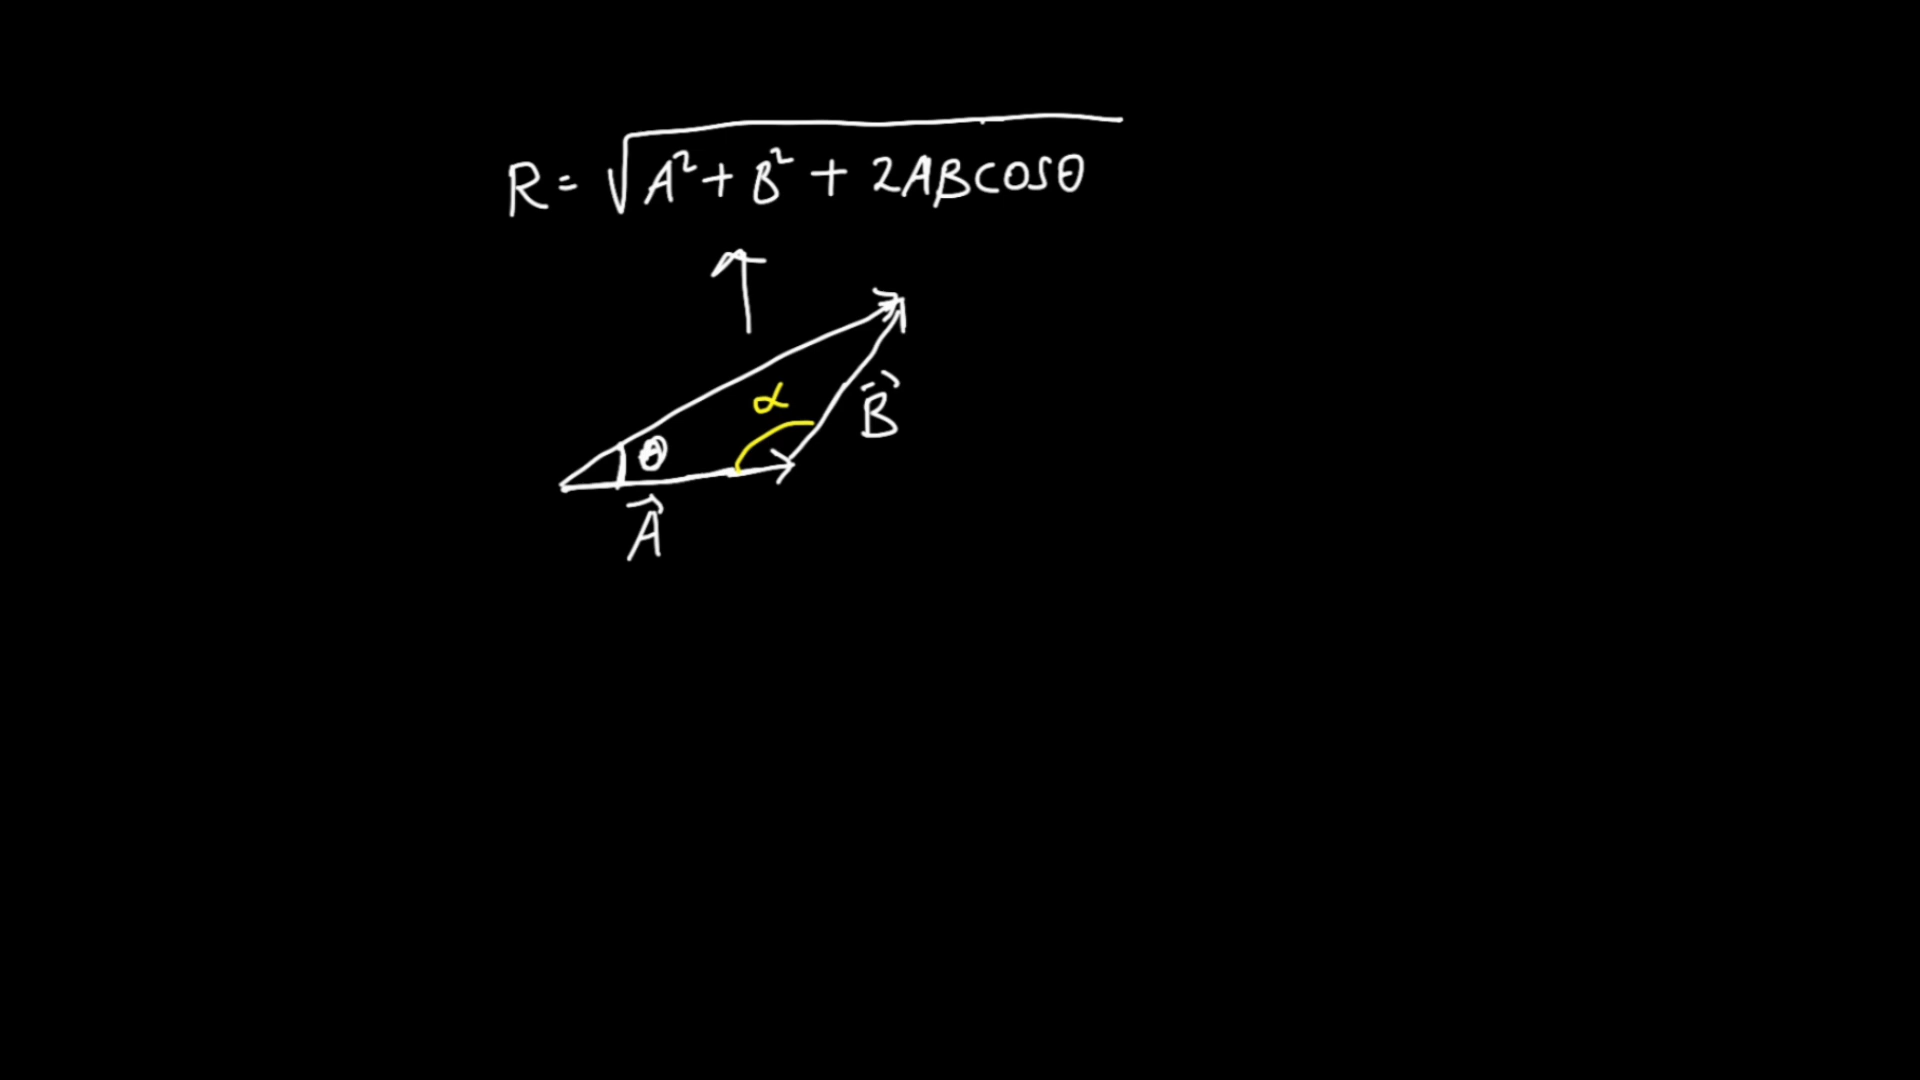 R = √A² + B² + 2ABcosθ
α
θ
B⃗
A⃗